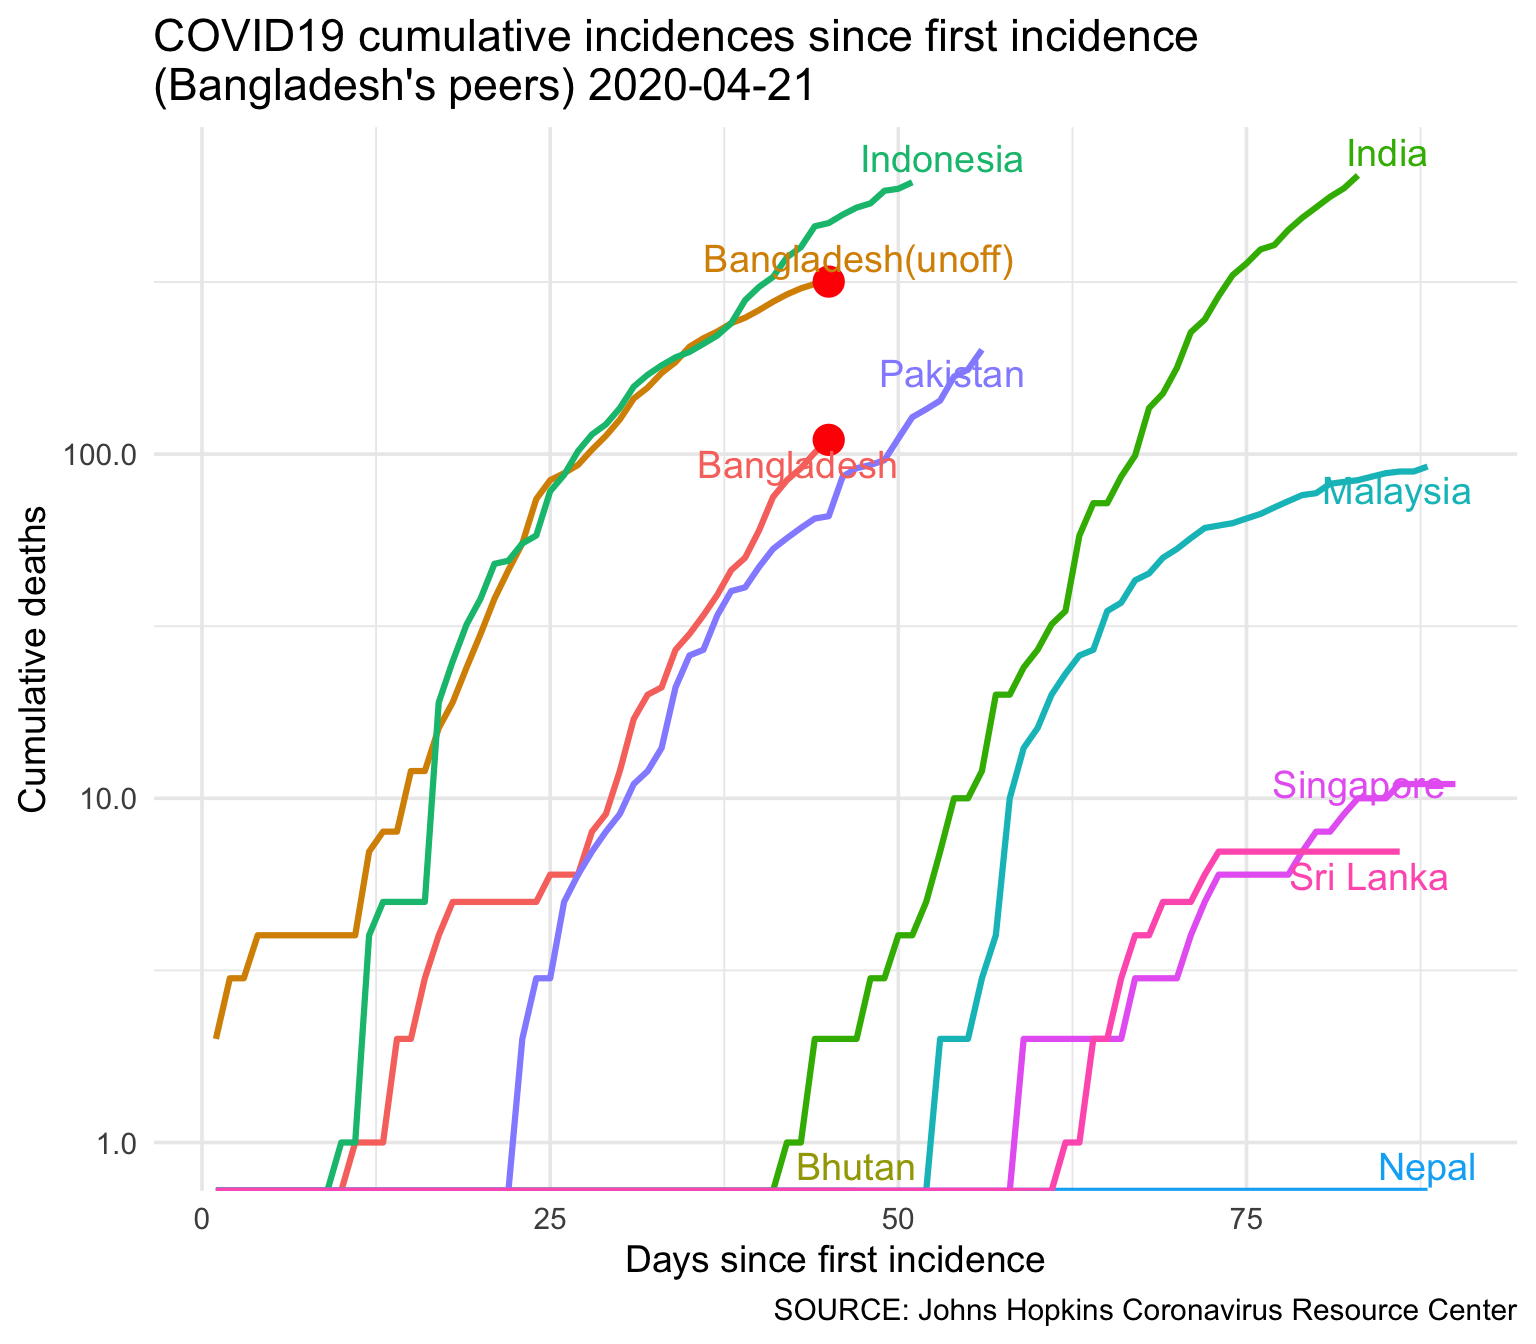 COVID19 cumulative incidences since first incidence
(Bangladesh's peers) 2020-04-21
India
Indonesia
Bangladesh(unoff)
Pakistan
100.0
Bangladesh
Malaysia
Cumulative deaths
10.0
Singapore
Sri Lanka
1.0
Bhutan
Nepal
0
25
50
75
Days since first incidence
SOURCE: Johns Hopkins Coronavirus Resource Center